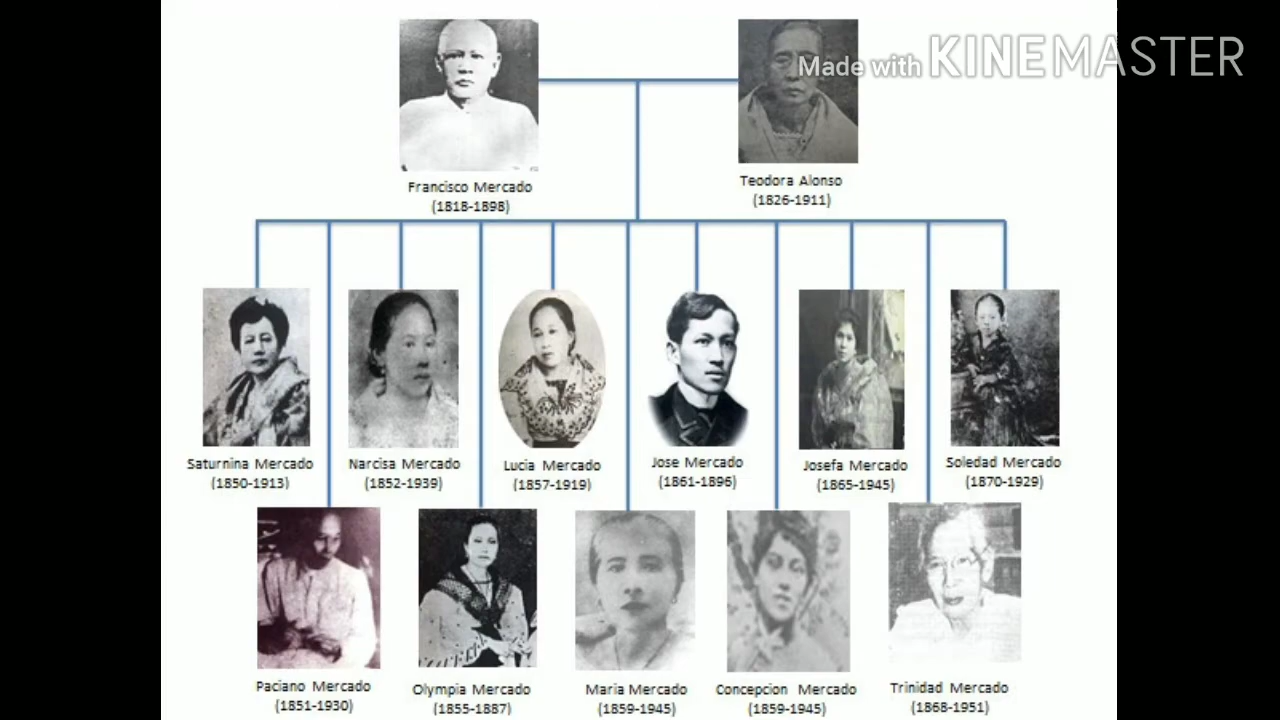 Made with KINEMASTER
Francisco Mercado
(1818-1898)
Teodora Alonso
(1826-1911)
Saturnina Mercado
(1850-1913)
Narcisa Mercado
(1852-1939)
Lucia Mercado
(1857-1919)
Jose Mercado
(1861-1896)
Josefa Mercado
(1865-1945)
Soledad Mercado
(1870-1929)
Paciano Mercado
(1851-1930)
Olympia Mercado
(1855-1887)
Maria Mercado
(1859-1945)
Concepcion Mercado
(1859-1945)
Trinidad Mercado
(1868-1951)